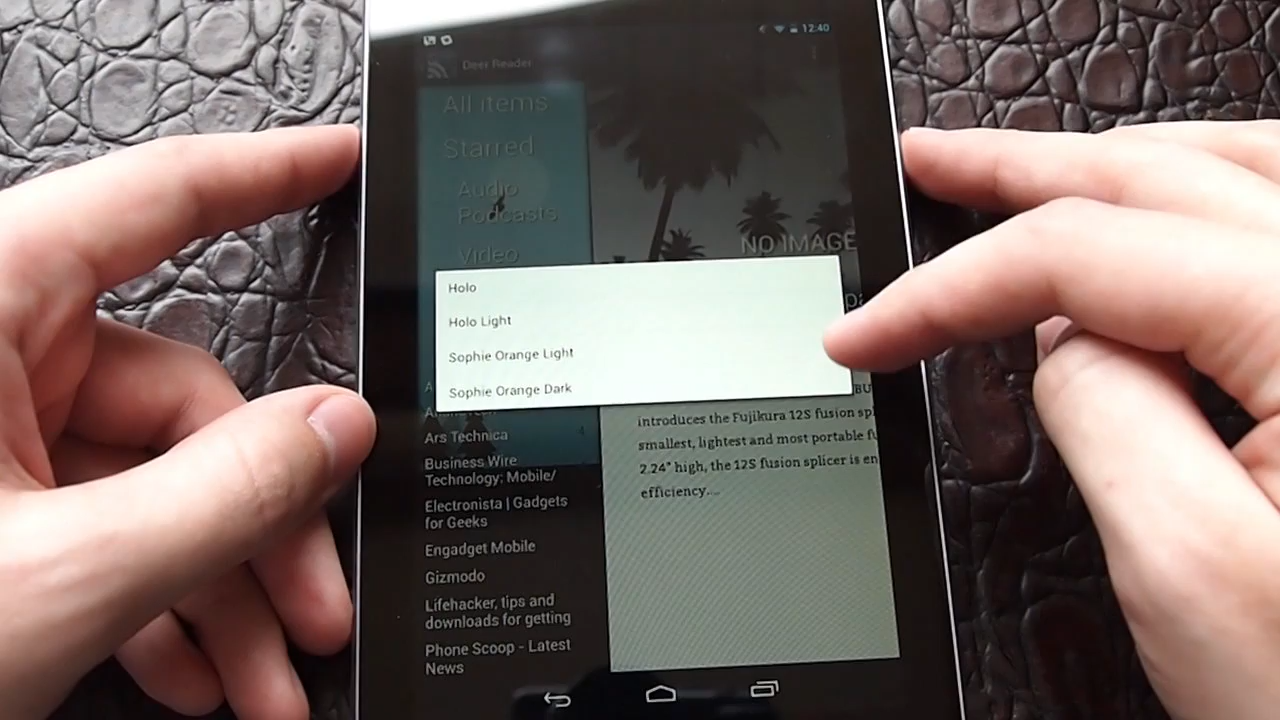 12:40
Deer Reader
All items
Starred
Audio
Podcasts
Video
NO IMAGE
Holo
Holo Light
Sophie Orange Light
Sophie Orange Dark
Ars Technica
Business Wire
Technology: Mobile/
Electronista | Gadgets
for Geeks
Engadget Mobile
Gizmodo
Lifehacker, tips and
downloads for getting
Phone Scoop - Latest
News
introduces the Fujikura 12S fusion spl
smallest, lightest and most portable fu
2.24" high, the 12S fusion splicer is en
efficiency....